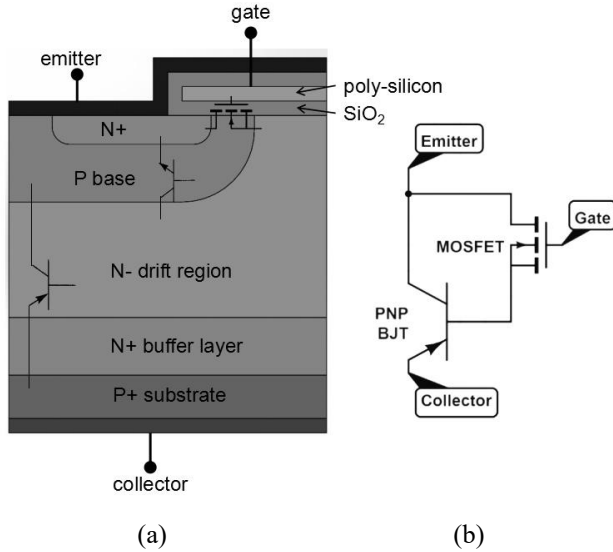 gate
emitter
poly-silicon
SiO₂
N+
P base
N- drift region
N+ buffer layer
P+ substrate
collector
(a)
Emitter
Gate
MOSFET
PNP
BJT
Collector
(b)